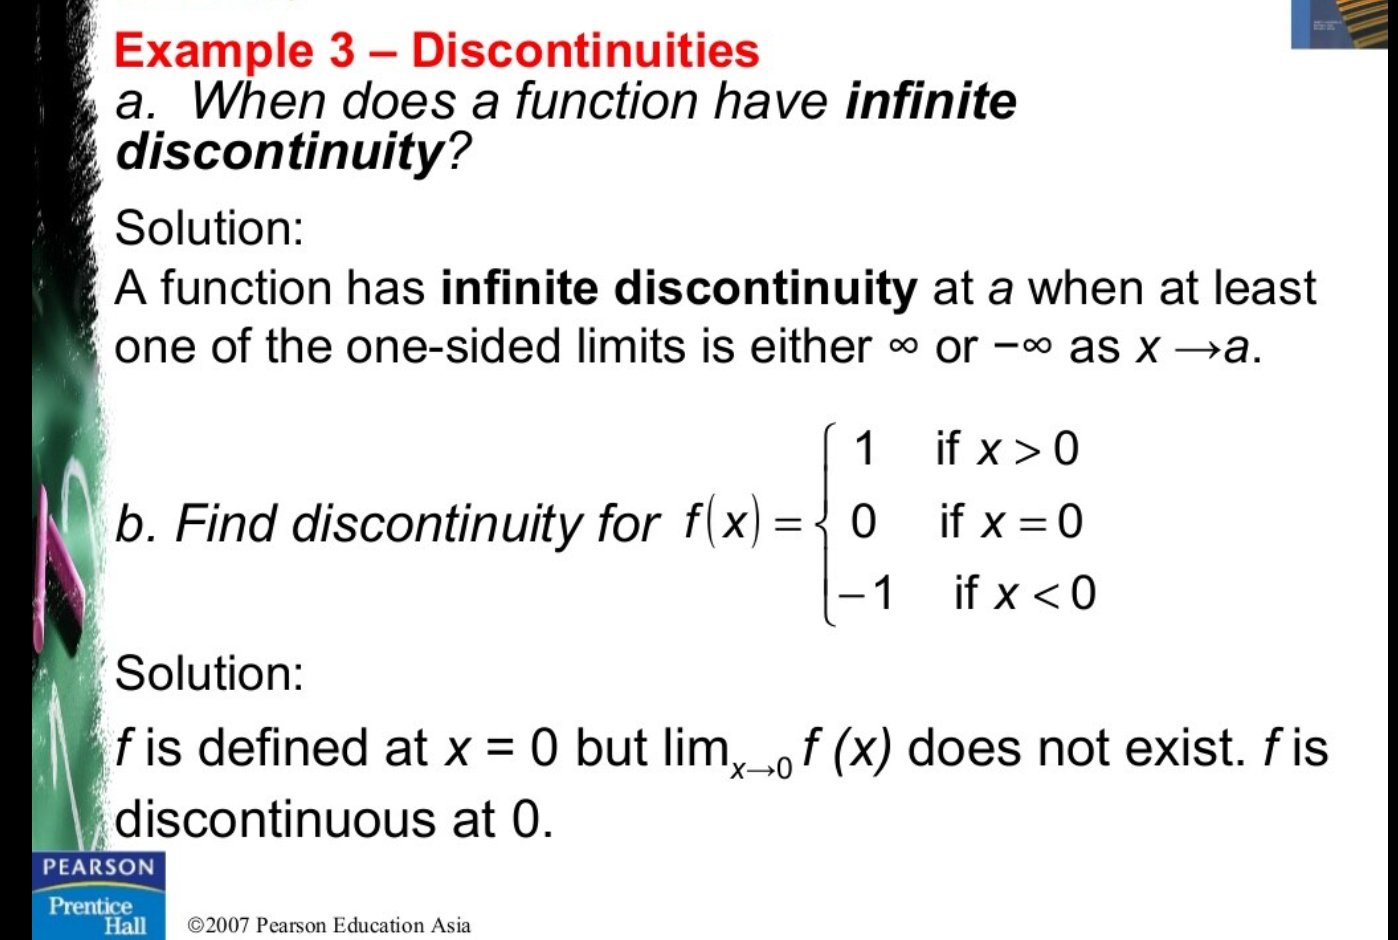 Example 3 – Discontinuities
a.  When does a function have infinite
discontinuity?
Solution:
A function has infinite discontinuity at a when at least
one of the one-sided limits is either ∞ or −∞ as x →a.
b. Find discontinuity for f(x) = { 1 if x > 0
0 if x = 0
−1 if x < 0
Solution:
f is defined at x = 0 but lim x→0 f (x) does not exist. f is
discontinuous at 0.
PEARSON
Prentice
Hall
©2007 Pearson Education Asia